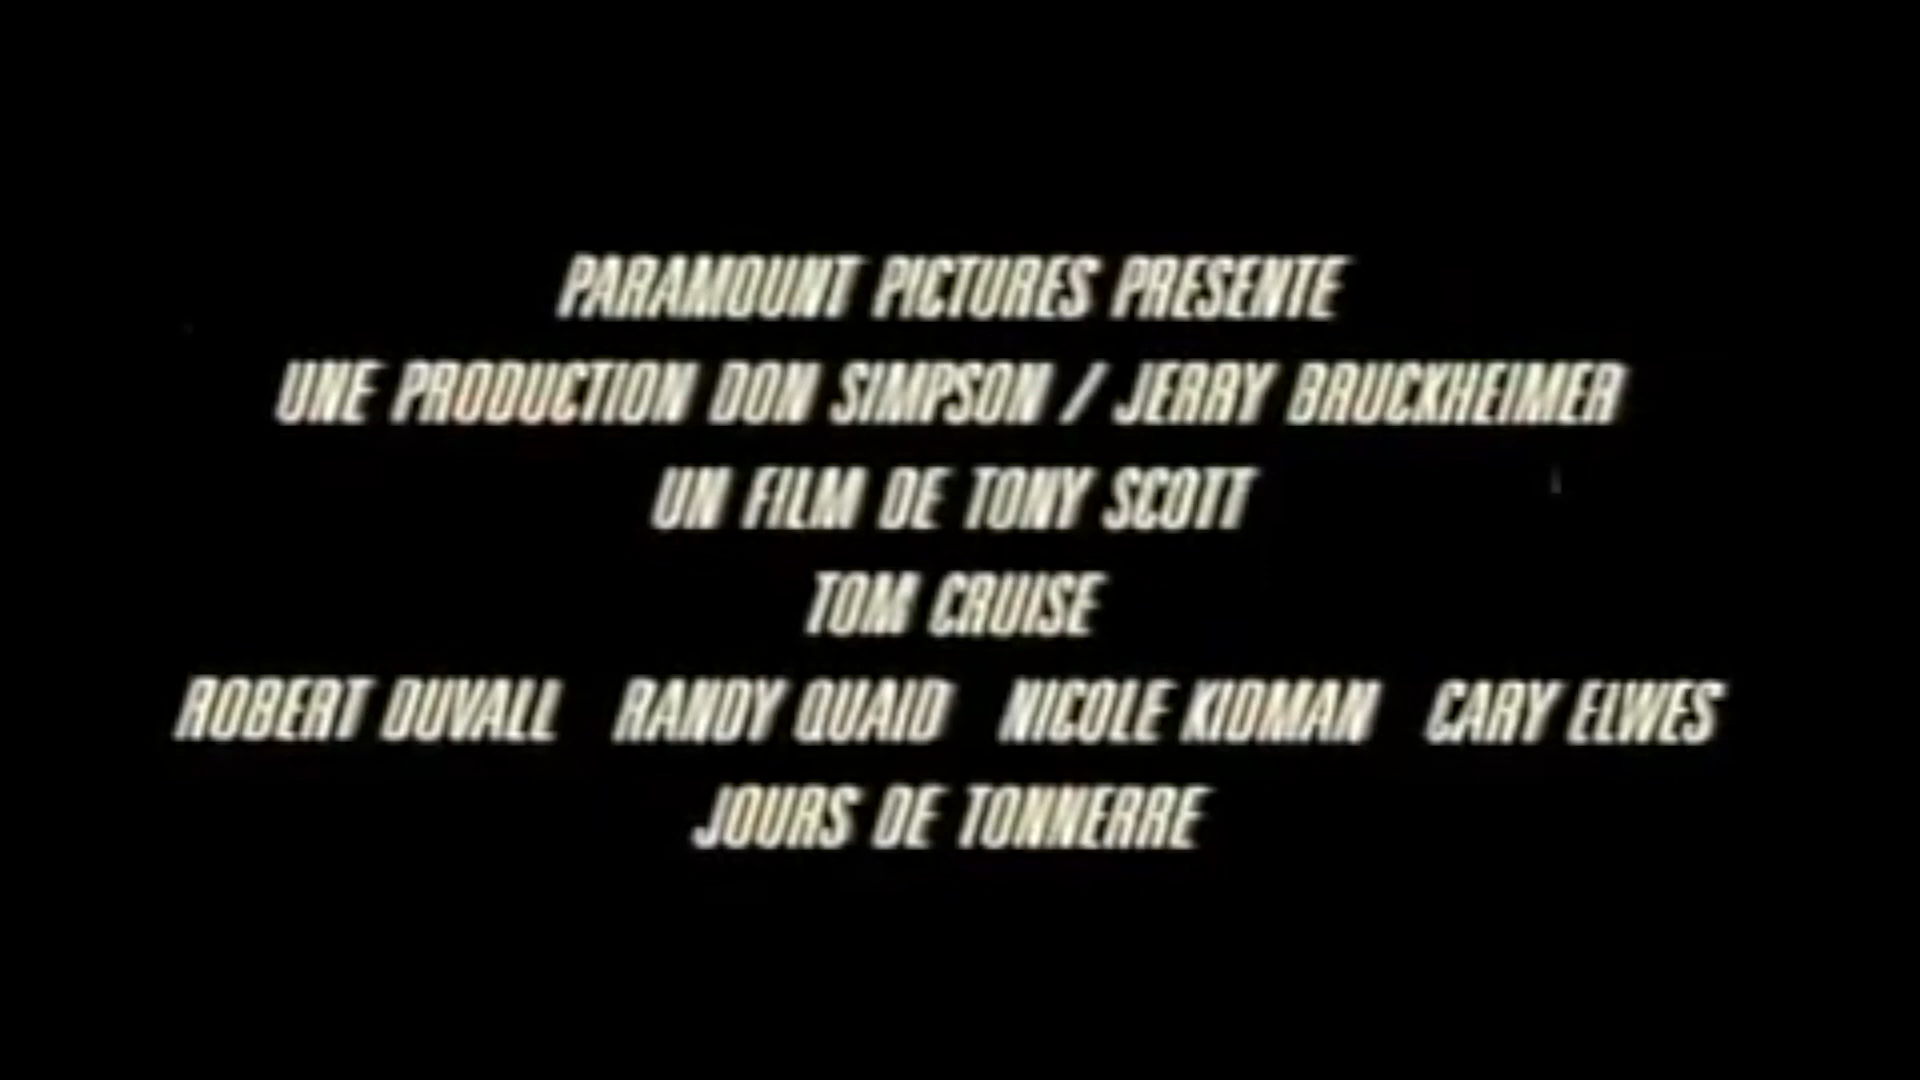 PARAMOUNT PICTURES PRESENTE
UNE PRODUCTION DON SIMPSON / JERRY BRUCKHEIMER
UN FILM DE TONY SCOTT
TOM CRUISE
ROBERT DUVALL RANDY QUAID NICOLE KIDMAN CARY ELWES
JOURS DE TONNERRE